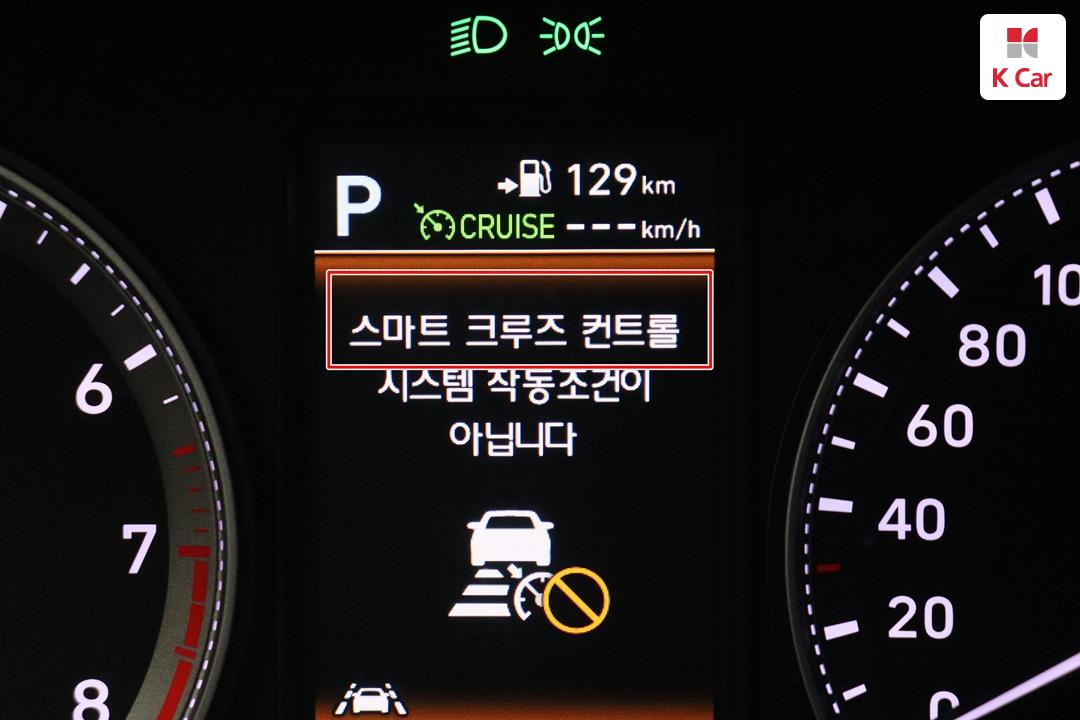 K Car
P
129 km
CRUISE ---km/h
스마트 크루즈 컨트롤
시스템 작동조건이
아닙니다
6
7
8
100
80
60
40
20
0